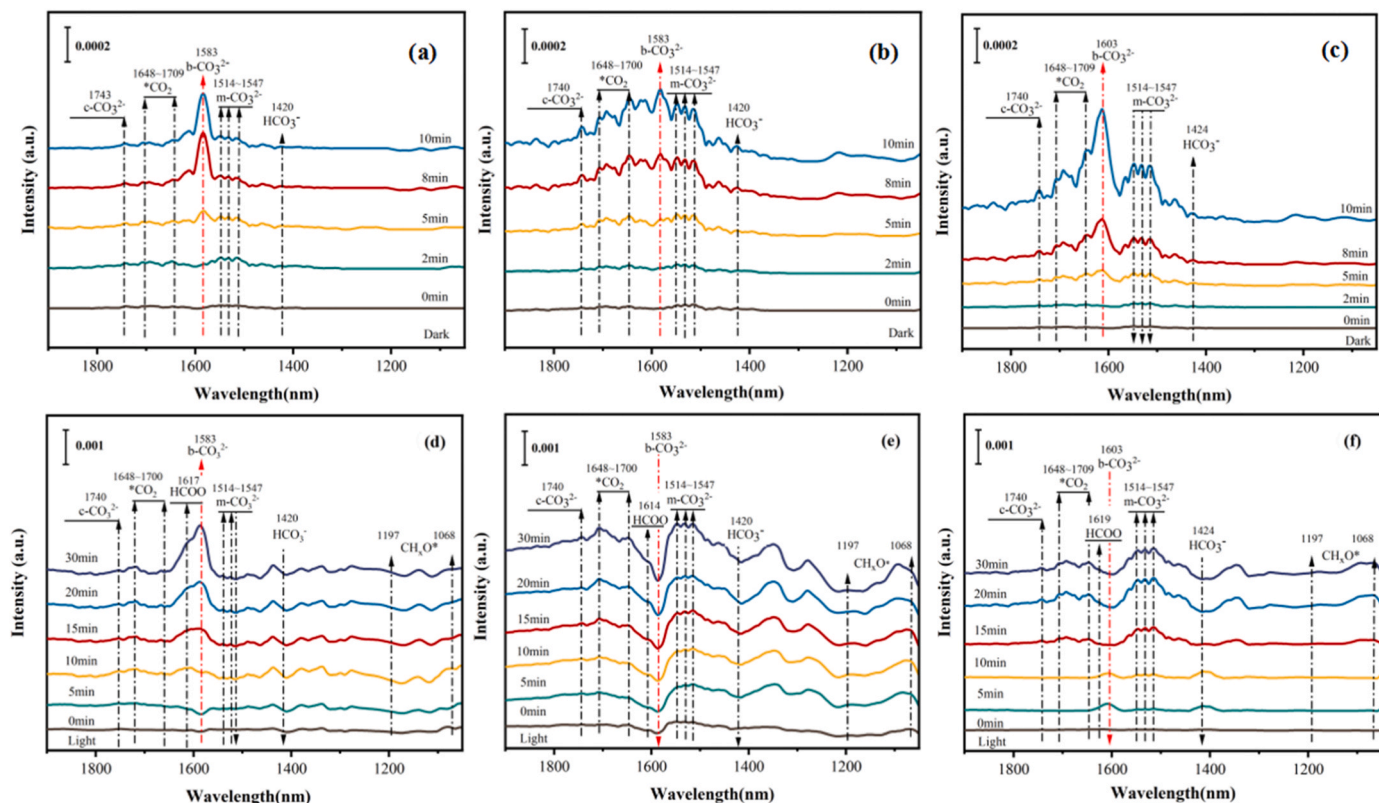 0.0002
(a)
1583
b-CO₃²⁻
1648~1709
*CO₂
1514~1547
m-CO₃²⁻
1743
c-CO₃²⁻
1420
HCO₃⁻
10min
8min
5min
2min
0min
Dark
Intensity (a.u.)
1800 1600 1400 1200
Wavelength(nm)
0.0002
(b)
1583
b-CO₃²⁻
1648~1700
*CO₂
1514~1547
m-CO₃²⁻
1740
c-CO₃²⁻
1420
HCO₃⁻
10min
8min
5min
2min
0min
Dark
Intensity (a.u.)
1800 1600 1400 1200
Wavelength(nm)
0.0002
(c)
1603
b-CO₃²⁻
1648~1709
*CO₂
1514~1547
m-CO₃²⁻
1740
c-CO₃²⁻
1424
HCO₃⁻
10min
8min
5min
2min
0min
Dark
Intensity (a.u.)
1800 1600 1400 1200
Wavelength(nm)
0.001
(d)
1583
b-CO₃²⁻
1648~1700
*CO₂
1617
HCOO
1514~1547
m-CO₃²⁻
1740
c-CO₃²⁻
1420
HCO₃⁻
1197
CHₓO*
1068
30min
20min
15min
10min
5min
0min
Light
Intensity (a.u.)
1800 1600 1400 1200
Wavelength(nm)
0.001
(e)
1583
b-CO₃²⁻
1648~1700
*CO₂
1614
HCOO
1514~1547
m-CO₃²⁻
1740
c-CO₃²⁻
1420
HCO₃⁻
1197
CHₓO*
1068
30min
20min
15min
10min
5min
0min
Light
Intensity (a.u.)
1800 1600 1400 1200
Wavelength(nm)
0.001
(f)
1603
b-CO₃²⁻
1648~1709
*CO₂
1619
HCOO
1514~1547
m-CO₃²⁻
1740
c-CO₃²⁻
1424
HCO₃⁻
1197
CHₓO*
1068
30min
20min
15min
10min
5min
0min
Light
Intensity (a.u.)
1800 1600 1400 1200
Wavelength(nm)